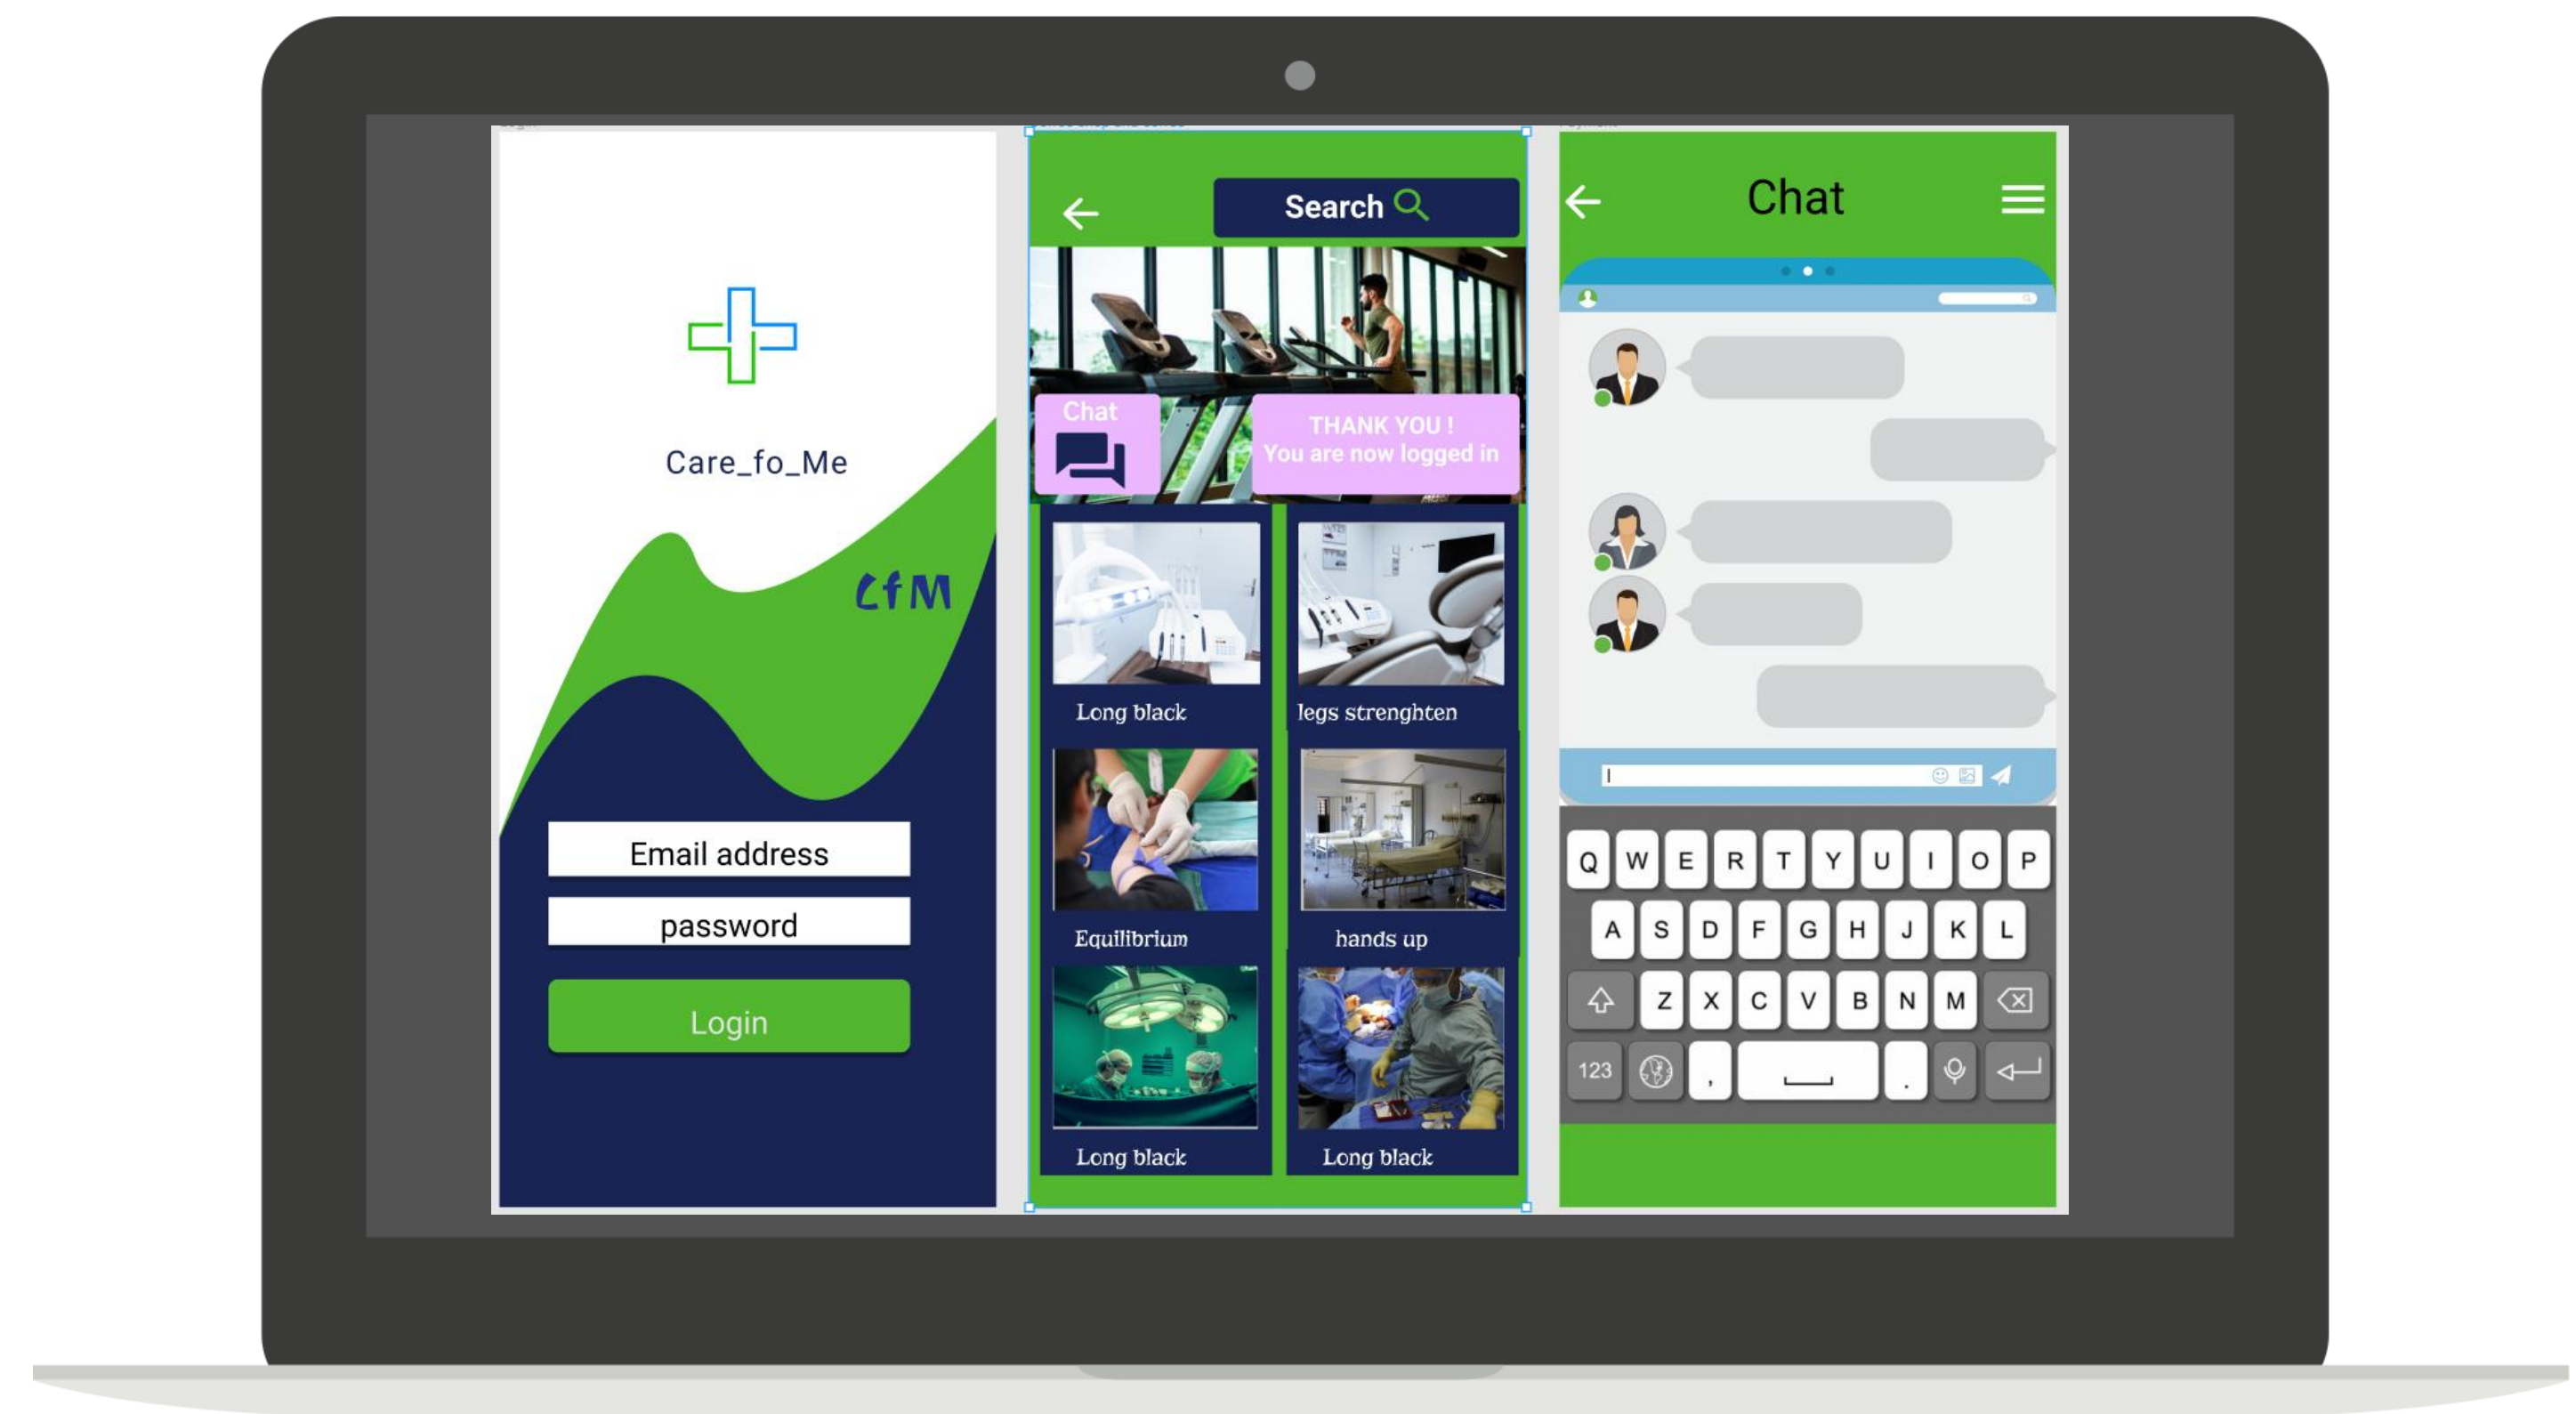 Care_fo_Me
CfM
Email address
password
Login
Search
Chat
THANK YOU !
You are now logged in
Long black
legs strenghten
Equilibrium
hands up
Long black
Long black
Chat
Q W E R T Y U I O P
A S D F G H J K L
Z X C V B N M
123 , .